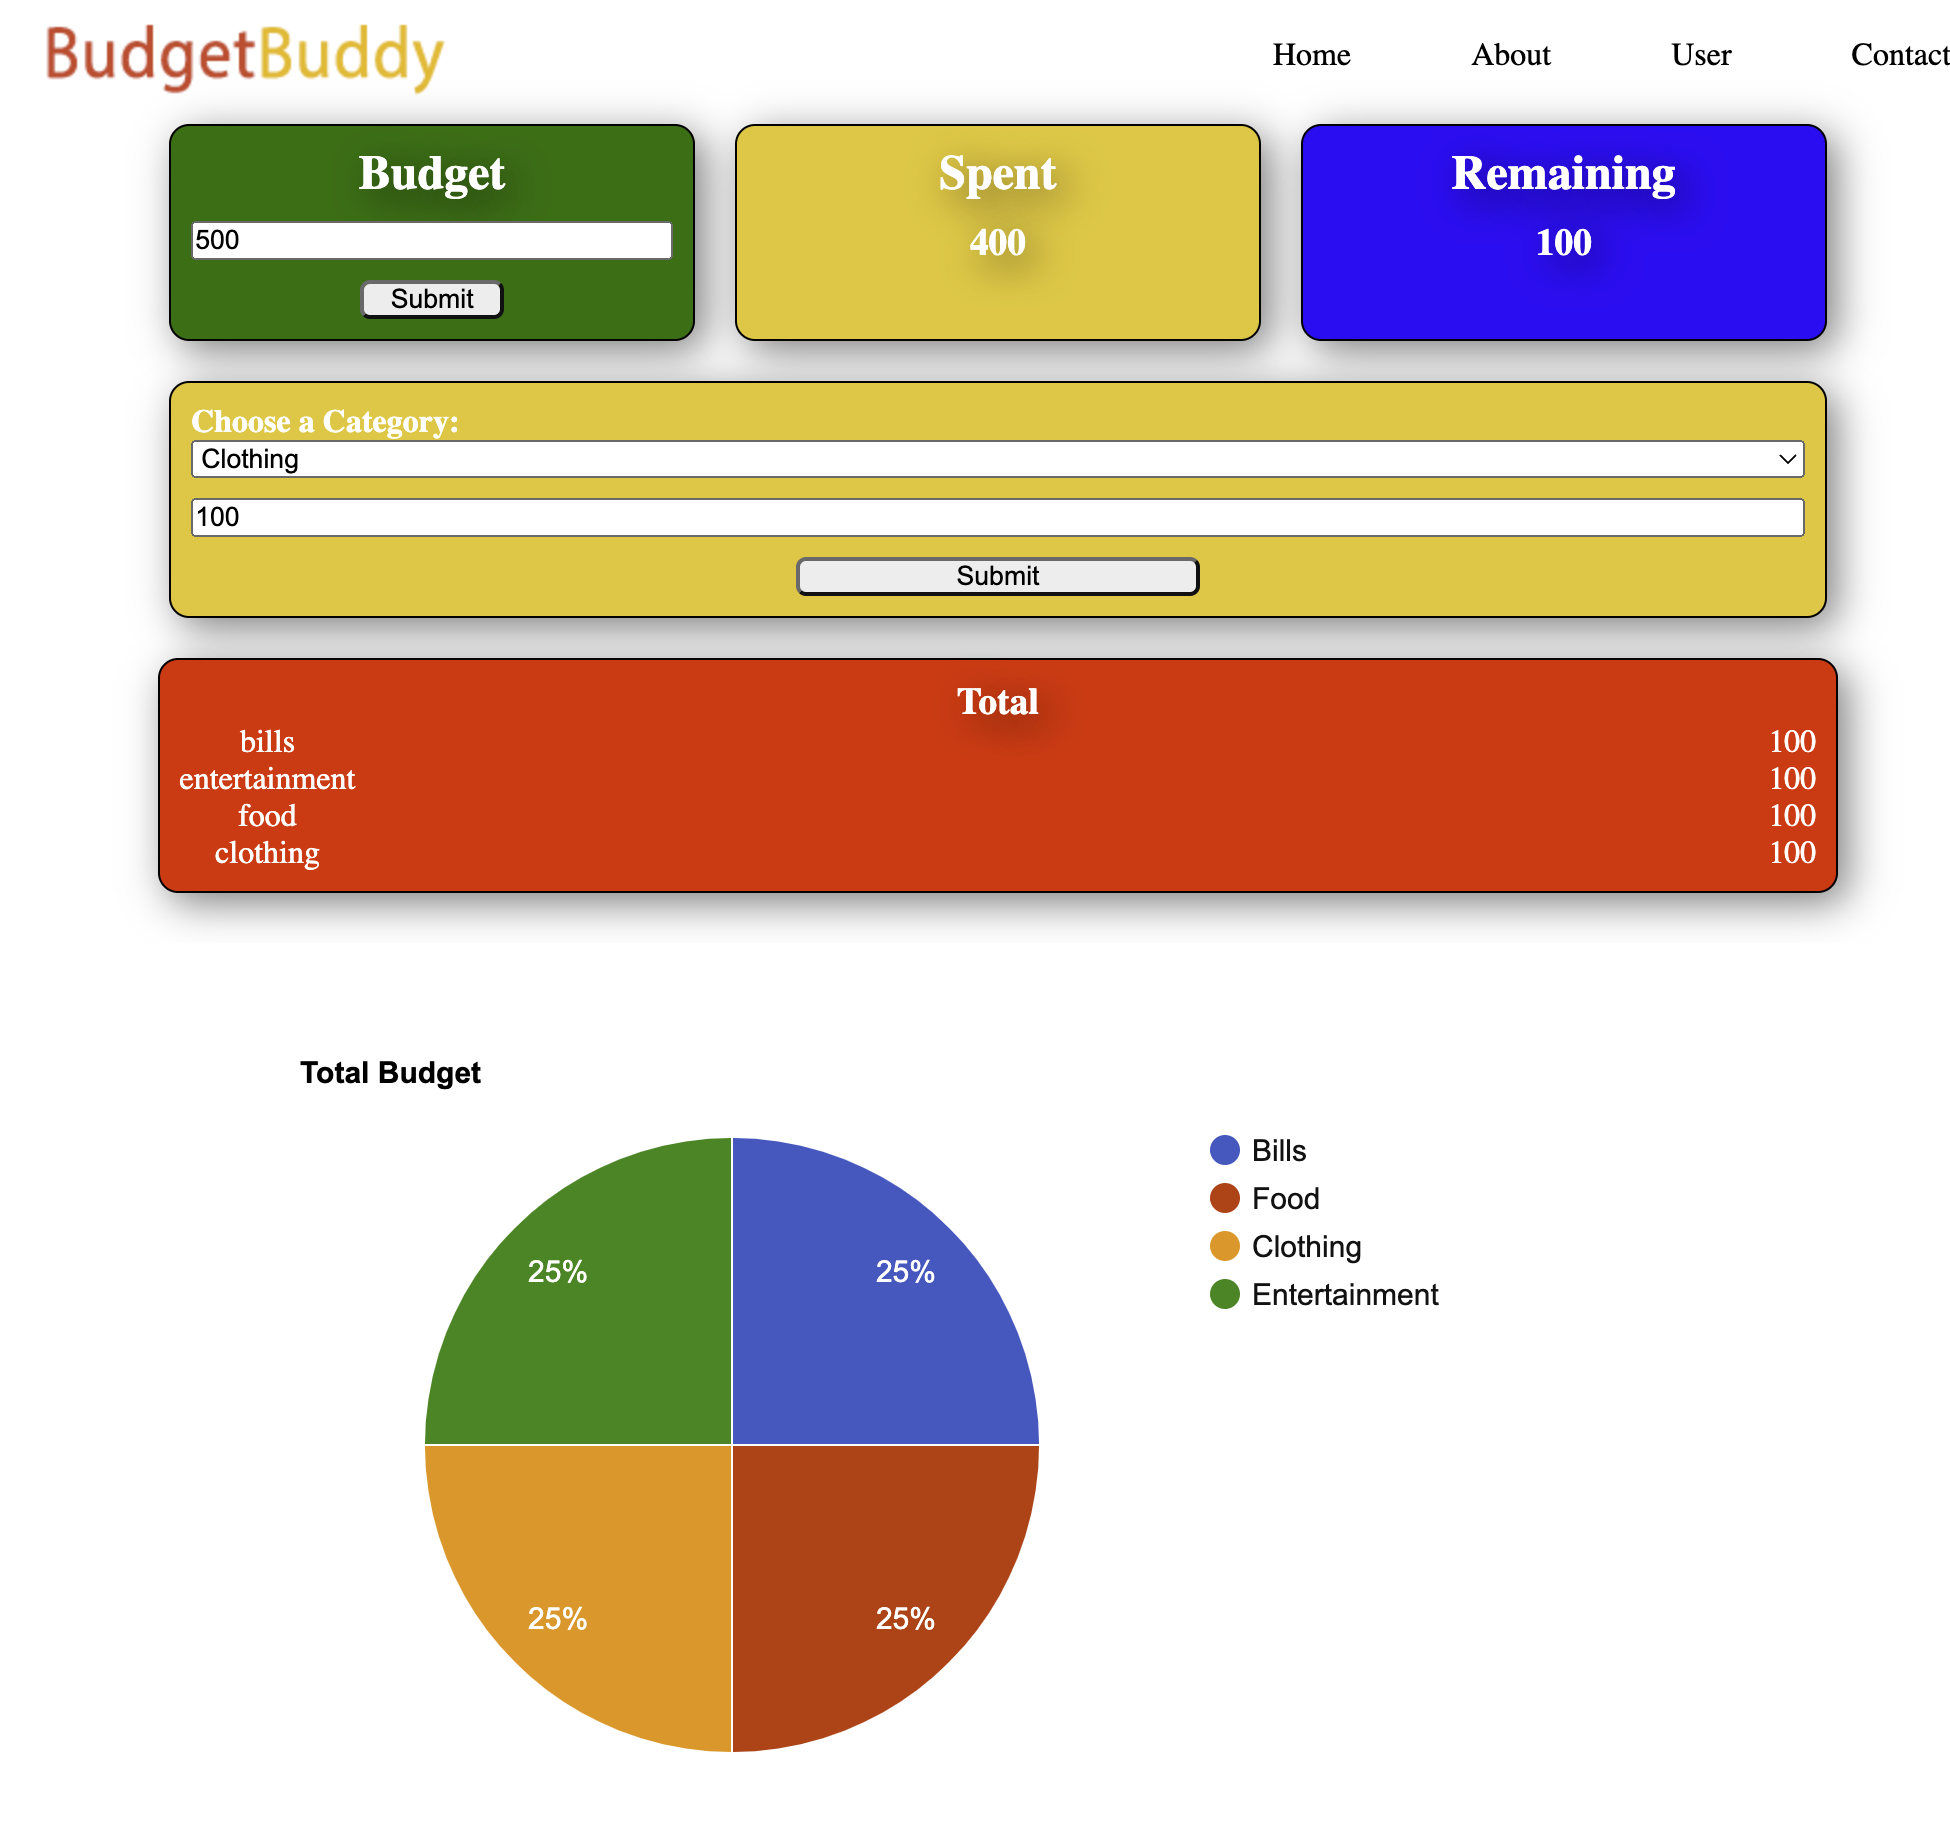 BudgetBuddy
Home About User Contact
Budget
500
Submit
Spent
400
Remaining
100
Choose a Category:
Clothing
100
Submit
Total
bills 100
entertainment 100
food 100
clothing 100
Total Budget
25% 25%
25% 25%
Bills
Food
Clothing
Entertainment